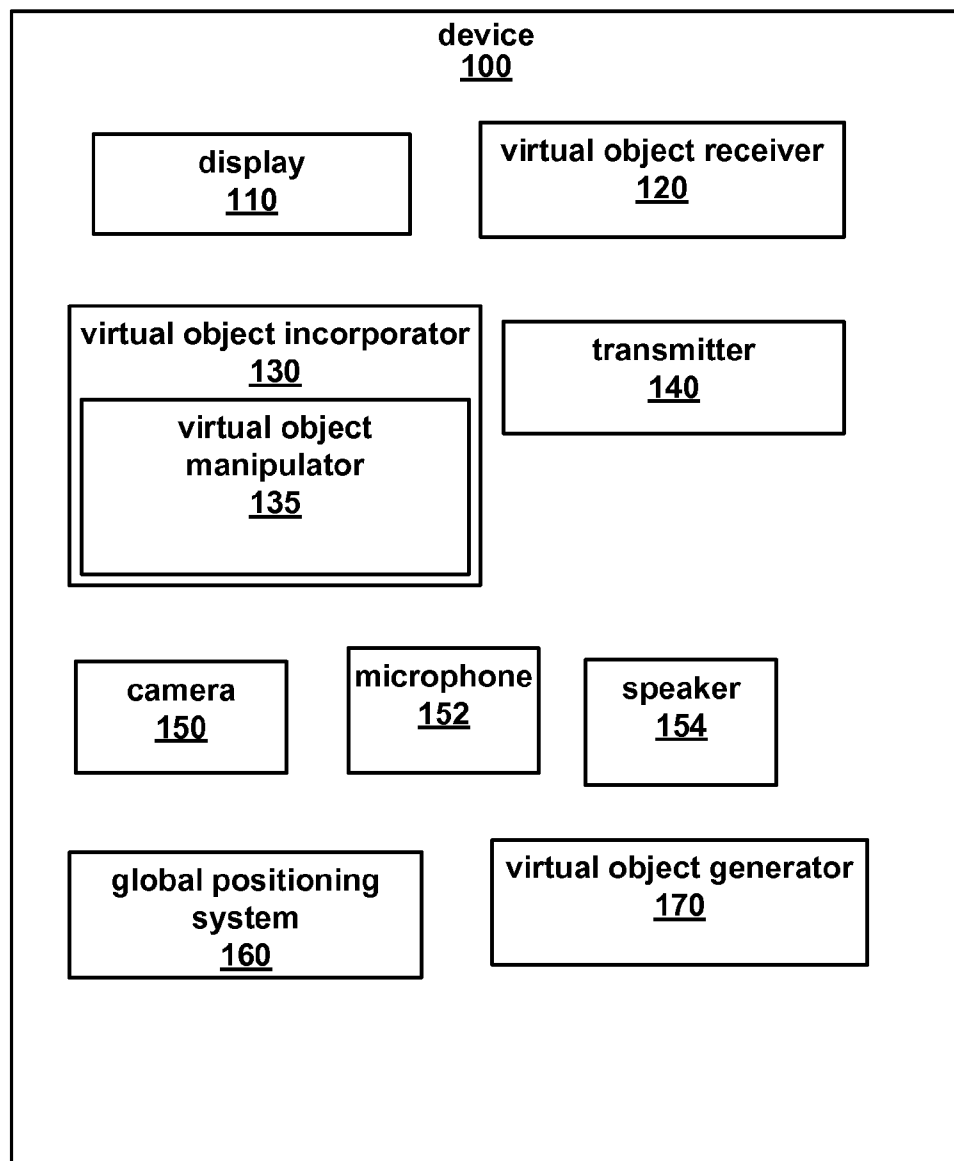 device
100
display
110
virtual object receiver
120
virtual object incorporator
130
virtual object
manipulator
135
transmitter
140
camera
150
microphone
152
speaker
154
global positioning
system
160
virtual object generator
170